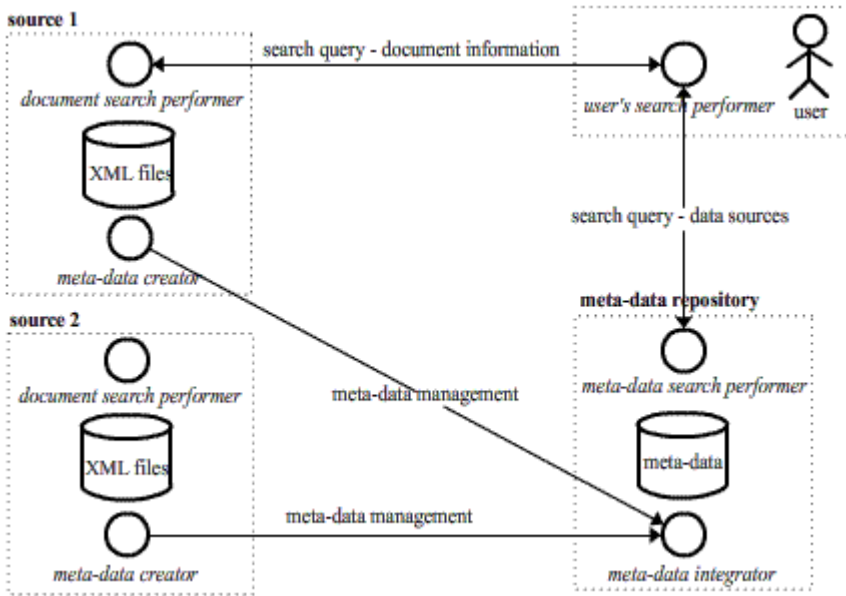 source 1
search query - document information
document search performer
user's search performer
user
XML files
search query - data sources
meta-data creator
meta-data repository
source 2
document search performer
meta-data search performer
meta-data management
XML files
meta-data
meta-data management
meta-data creator
meta-data integrator